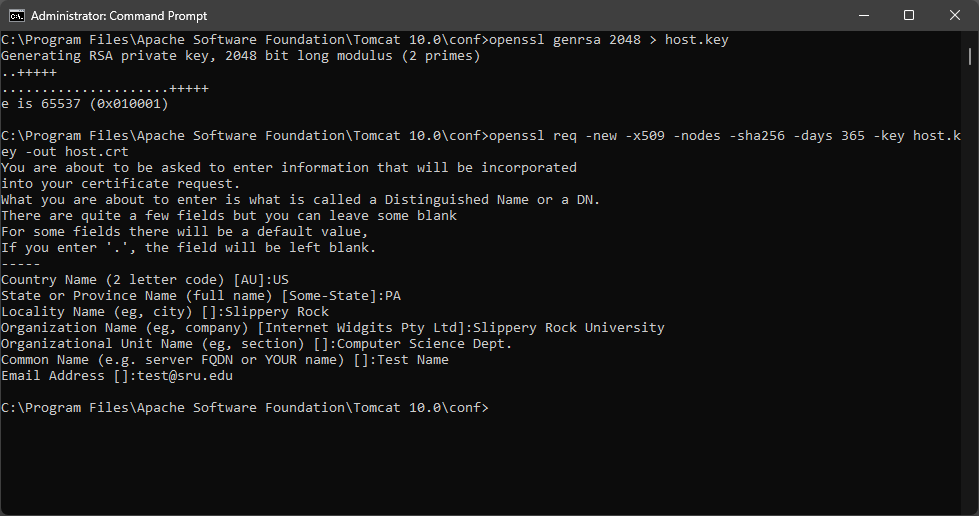 Administrator: Command Prompt
C:\Program Files\Apache Software Foundation\Tomcat 10.0\conf>openssl genrsa 2048 > host.key
Generating RSA private key, 2048 bit long modulus (2 primes)
..+++++
.....................+++++
e is 65537 (0x010001)
C:\Program Files\Apache Software Foundation\Tomcat 10.0\conf>openssl req -new -x509 -nodes -sha256 -days 365 -key host.k
ey -out host.crt
You are about to be asked to enter information that will be incorporated
into your certificate request.
What you are about to enter is what is called a Distinguished Name or a DN.
There are quite a few fields but you can leave some blank
For some fields there will be a default value,
If you enter '.', the field will be left blank.
-----
Country Name (2 letter code) [AU]:US
State or Province Name (full name) [Some-State]:PA
Locality Name (eg, city) []:Slippery Rock
Organization Name (eg, company) [Internet Widgits Pty Ltd]:Slippery Rock University
Organizational Unit Name (eg, section) []:Computer Science Dept.
Common Name (e.g. server FQDN or YOUR name) []:Test Name
Email Address []:test@sru.edu
C:\Program Files\Apache Software Foundation\Tomcat 10.0\conf>